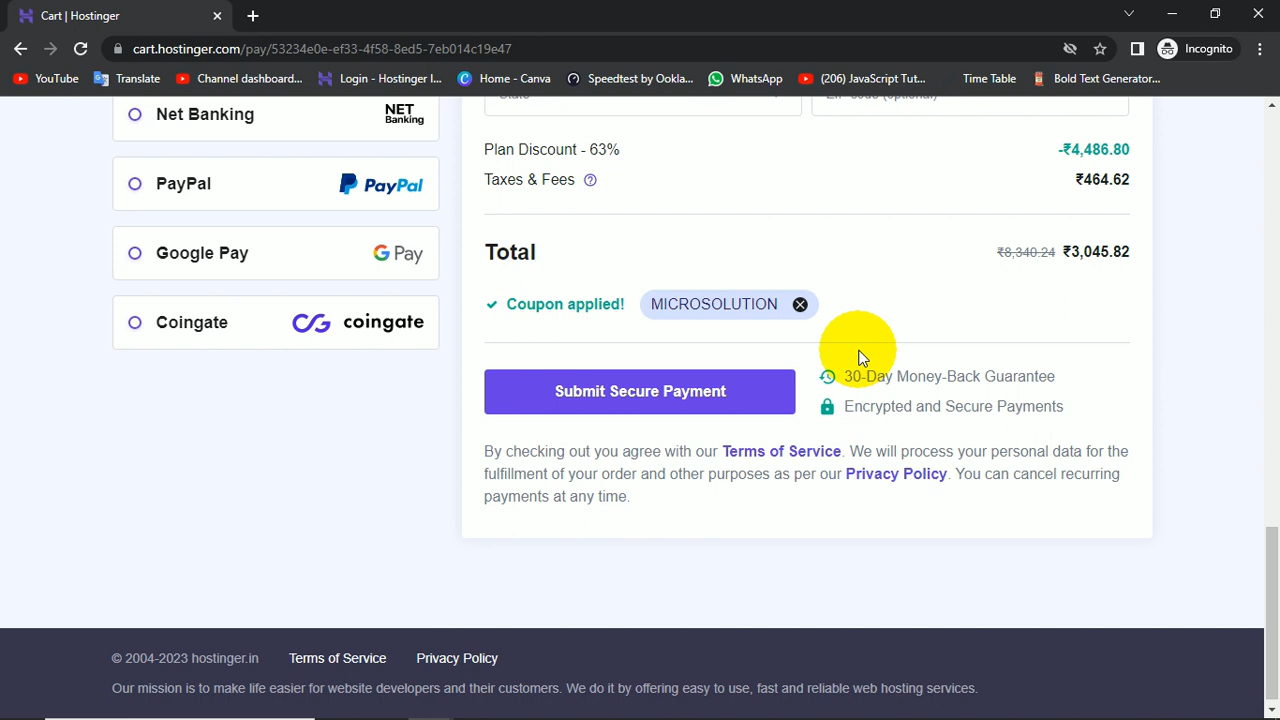 Cart | Hostinger
cart.hostinger.com/pay/53234e0e-ef33-4f58-8ed5-7eb014c19e47
Incognito
YouTube
Translate
Channel dashboard...
Login - Hostinger I...
Home - Canva
Speedtest by Ookla...
WhatsApp
(206) JavaScript Tut...
Time Table
Bold Text Generator...
State
Zip code (optional)
Net Banking
NET
Banking
PayPal
PayPal
Google Pay
G Pay
Coingate
coingate
Plan Discount - 63%
-₹4,486.80
Taxes & Fees
₹464.62
Total
₹8,340.24 ₹3,045.82
Coupon applied!
MICROSOLUTION
Submit Secure Payment
30-Day Money-Back Guarantee
Encrypted and Secure Payments
By checking out you agree with our Terms of Service. We will process your personal data for the
fulfillment of your order and other purposes as per our Privacy Policy. You can cancel recurring
payments at any time.
© 2004-2023 hostinger.in
Terms of Service
Privacy Policy
Our mission is to make life easier for website developers and their customers. We do it by offering easy to use, fast and reliable web hosting services.